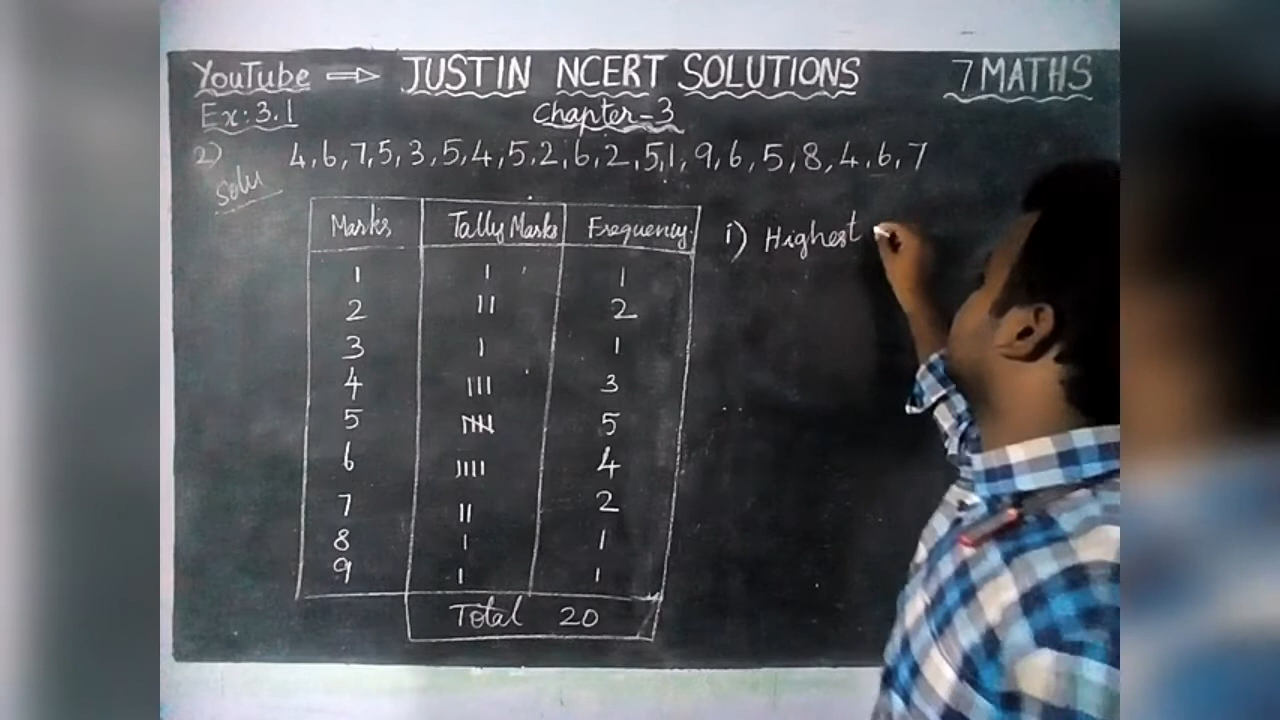 YouTube ⇒ JUSTIN NCERT SOLUTIONS 7 MATHS
Ex: 3.1 Chapter-3
2) 4, 6, 7, 5, 3, 5, 4, 5, 2, 6, 2, 5, 1, 9, 6, 5, 8, 4, 6, 7
Solu
Marks Tally Marks Frequency
i) Highest
1 | 1
2 || 2
3 | 1
4 ||| 3
5 |||| 5
6 |||| 4
7 || 2
8 | 1
9 | 1
Total 20